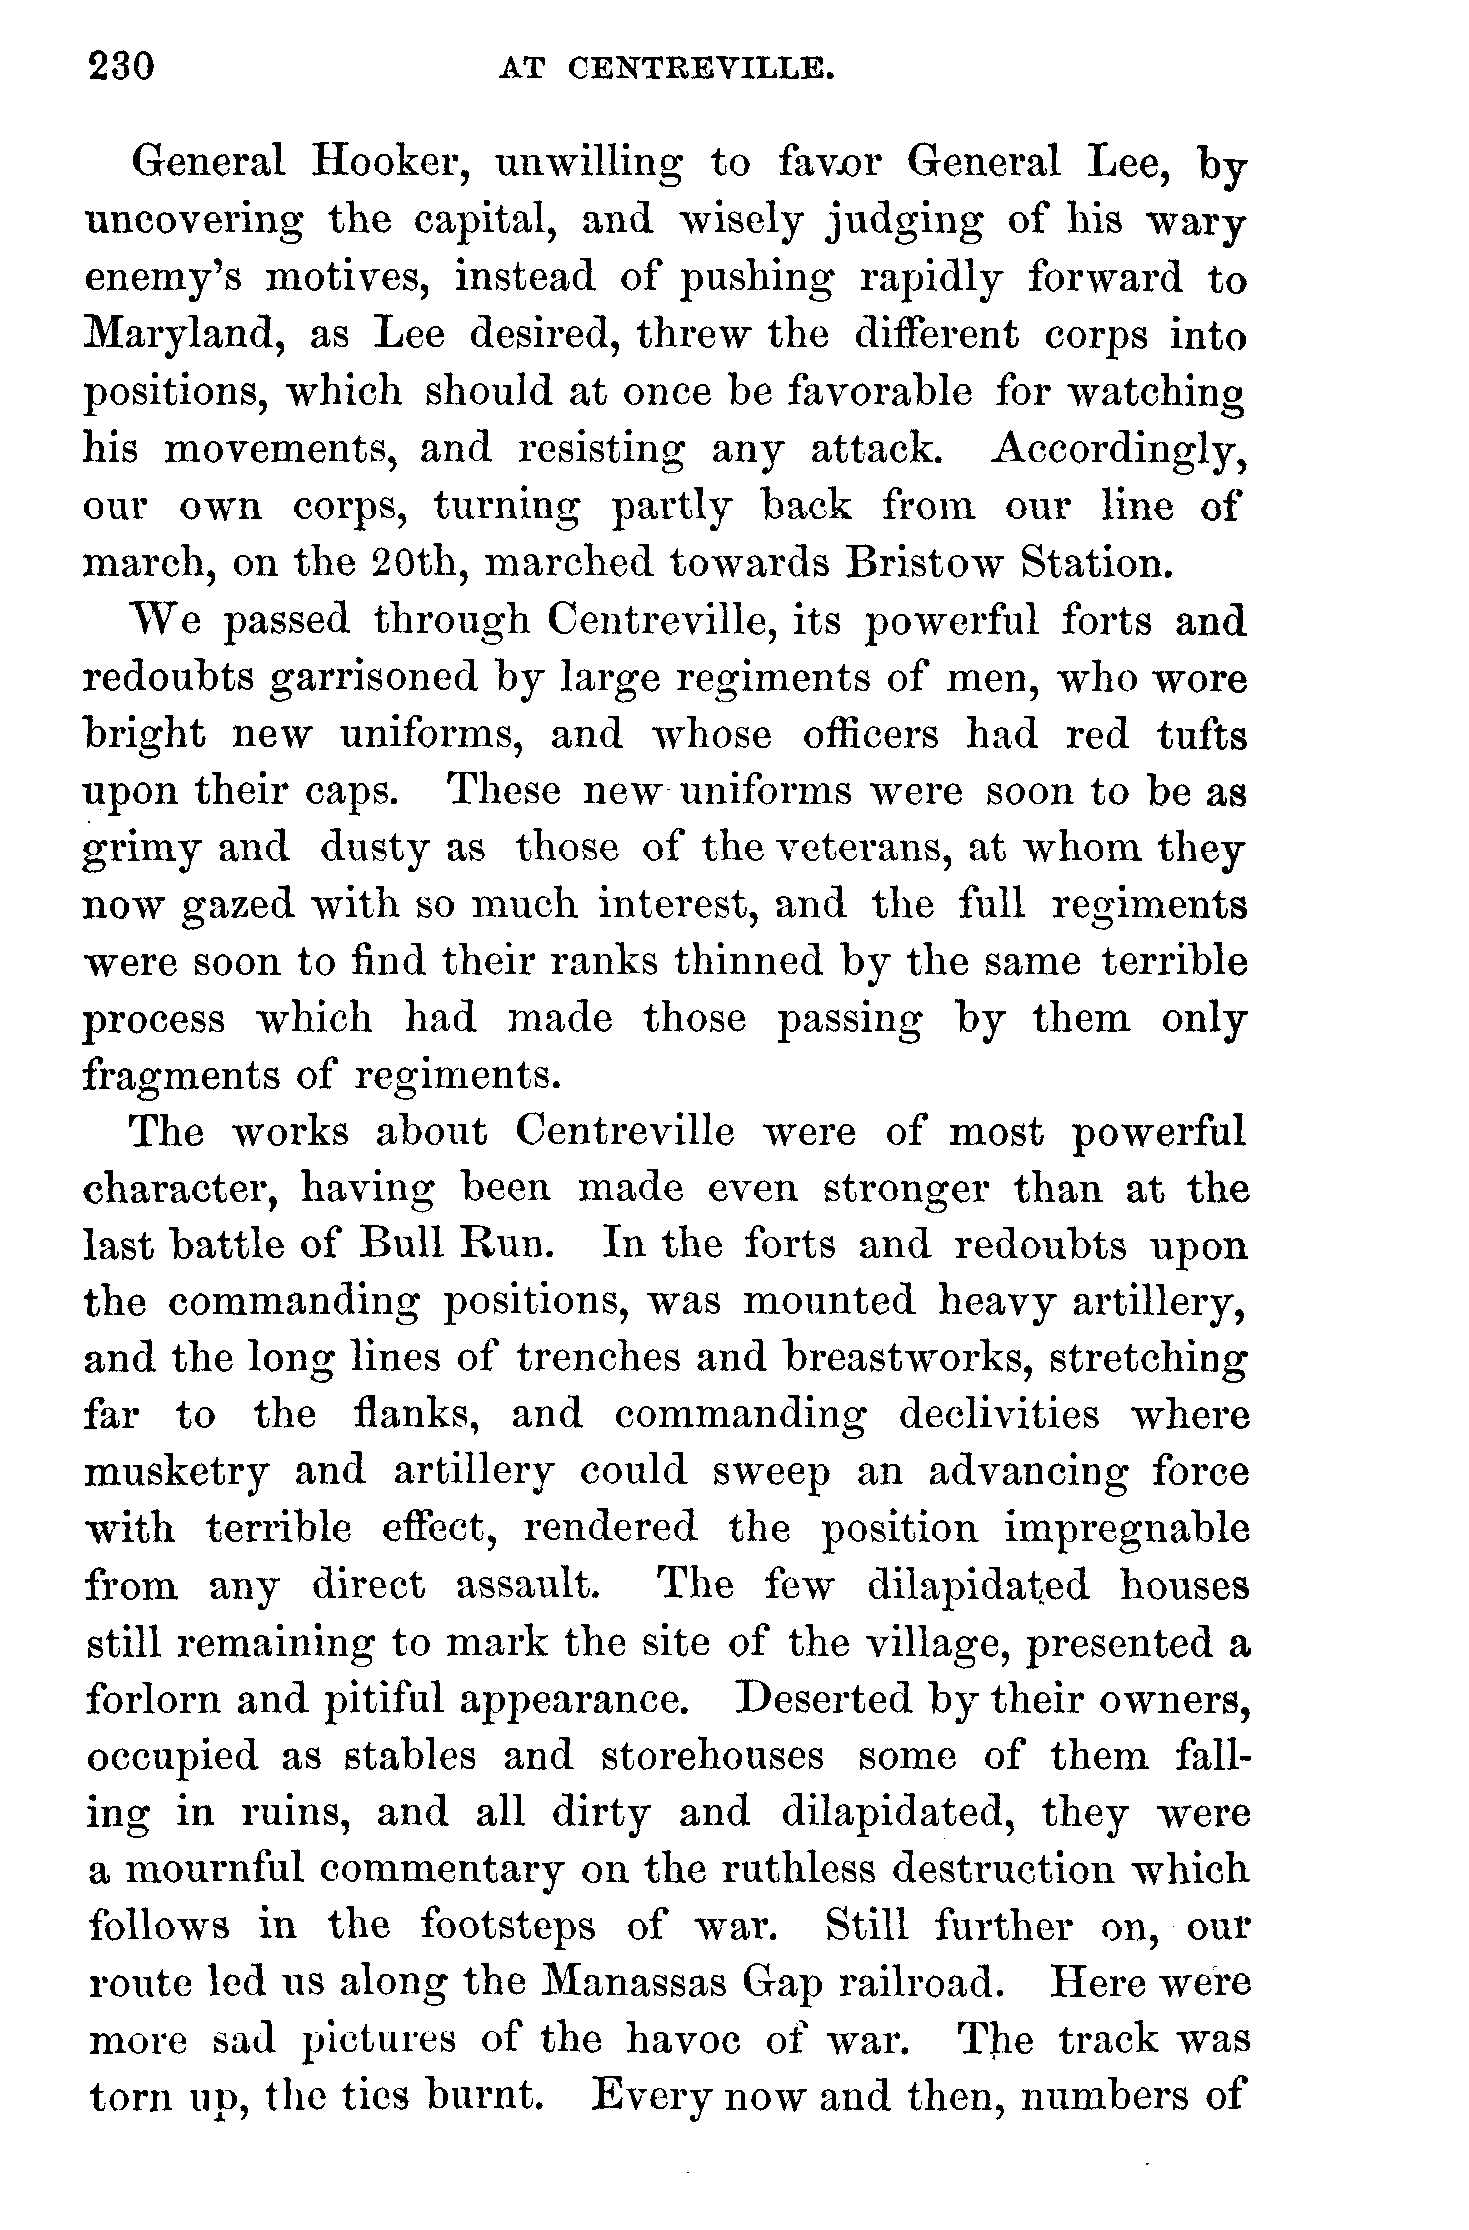 230 AT CENTREVILLE.
General Hooker, unwilling to favor General Lee, by
uncovering the capital, and wisely judging of his wary
enemy's motives, instead of pushing rapidly forward to
Maryland, as Lee desired, threw the different corps into
positions, which should at once be favorable for watching
his movements, and resisting any attack. Accordingly,
our own corps, turning partly back from our line of
march, on the 20th, marched towards Bristow Station.
We passed through Centreville, its powerful forts and
redoubts garrisoned by large regiments of men, who wore
bright new uniforms, and whose officers had red tufts
upon their caps. These new uniforms were soon to be as
grimy and dusty as those of the veterans, at whom they
now gazed with so much interest, and the full regiments
were soon to find their ranks thinned by the same terrible
process which had made those passing by them only
fragments of regiments.
The works about Centreville were of most powerful
character, having been made even stronger than at the
last battle of Bull Run. In the forts and redoubts upon
the commanding positions, was mounted heavy artillery,
and the long lines of trenches and breastworks, stretching
far to the flanks, and commanding declivities where
musketry and artillery could sweep an advancing force
with terrible effect, rendered the position impregnable
from any direct assault. The few dilapidated houses
still remaining to mark the site of the village, presented a
forlorn and pitiful appearance. Deserted by their owners,
occupied as stables and storehouses some of them fall-
ing in ruins, and all dirty and dilapidated, they were
a mournful commentary on the ruthless destruction which
follows in the footsteps of war. Still further on, our
route led us along the Manassas Gap railroad. Here were
more sad pictures of the havoc of war. The track was
torn up, the ties burnt. Every now and then, numbers of